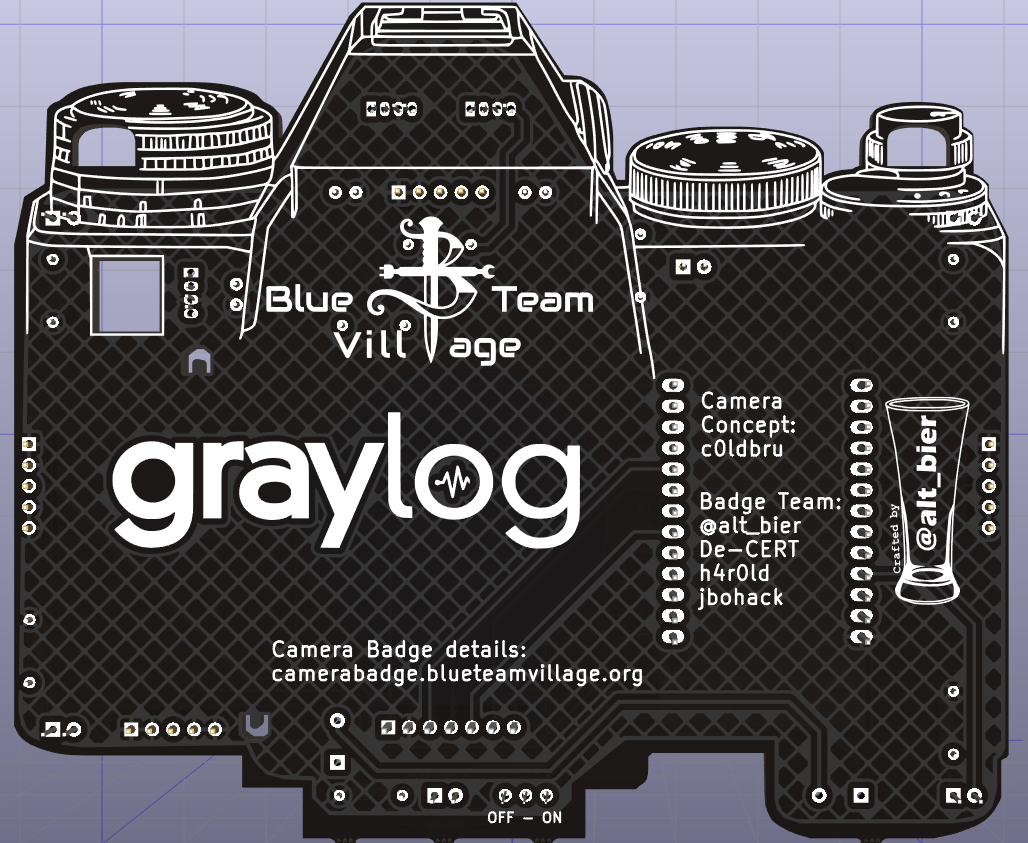 Blue Team
Village
graylog
Camera
Concept:
c0ldbru
Badge Team:
@alt_bier
De-CERT
h4r0ld
jbohack
Crafted by
@alt_bier
Camera Badge details:
camerabadge.blueteamvillage.org
OFF - ON